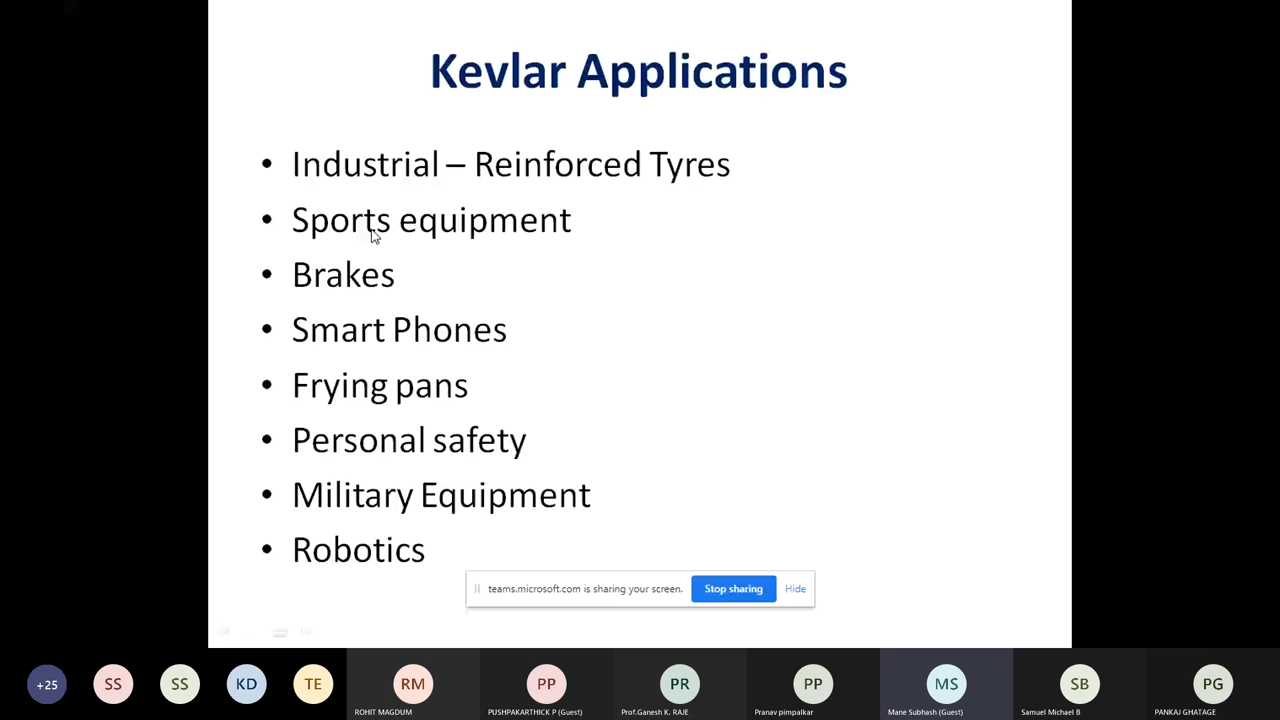 Kevlar Applications
• Industrial – Reinforced Tyres
• Sports equipment
• Brakes
• Smart Phones
• Frying pans
• Personal safety
• Military Equipment
• Robotics
teams.microsoft.com is sharing your screen. Stop sharing Hide
+25 SS SS KD TE RM PP PR PP MS SB PG
ROHIT MAGDUM PUSHPAKARTHICK P (Guest) Prof.Ganesh K. RAJE Pranav pimpalkar Mane Subhash (Guest) Samuel Michael B PANKAJ GHATAGE